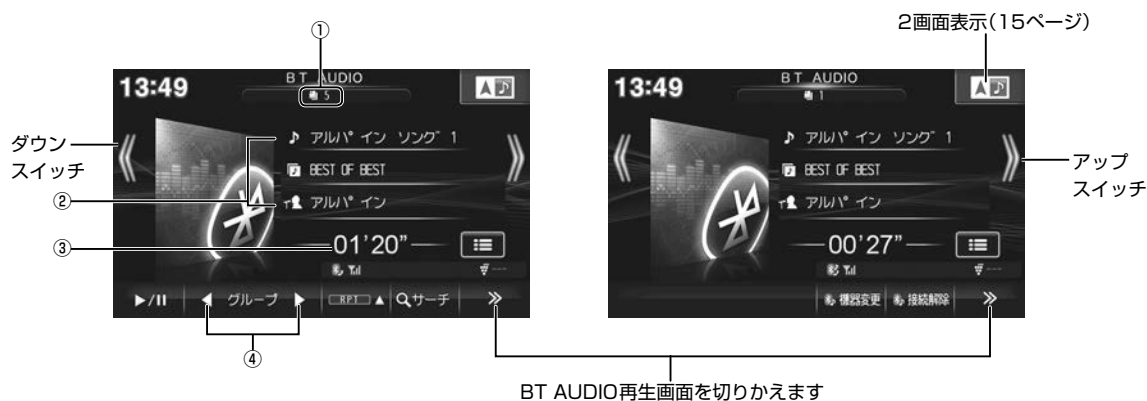 ①
2画面表示(15ページ)
13:49
BT AUDIO
5
ダウン
スイッチ
アルパイン ソング 1
BEST OF BEST
②
アルパイン
③
01'20"
▶/II
◀ グループ ▶
RPT ▲
サーチ
④
13:49
BT AUDIO
1
アルパイン ソング 1
アップ
スイッチ
BEST OF BEST
アルパイン
00'27"
機器変更
接続解除
BT AUDIO再生画面を切りかえます